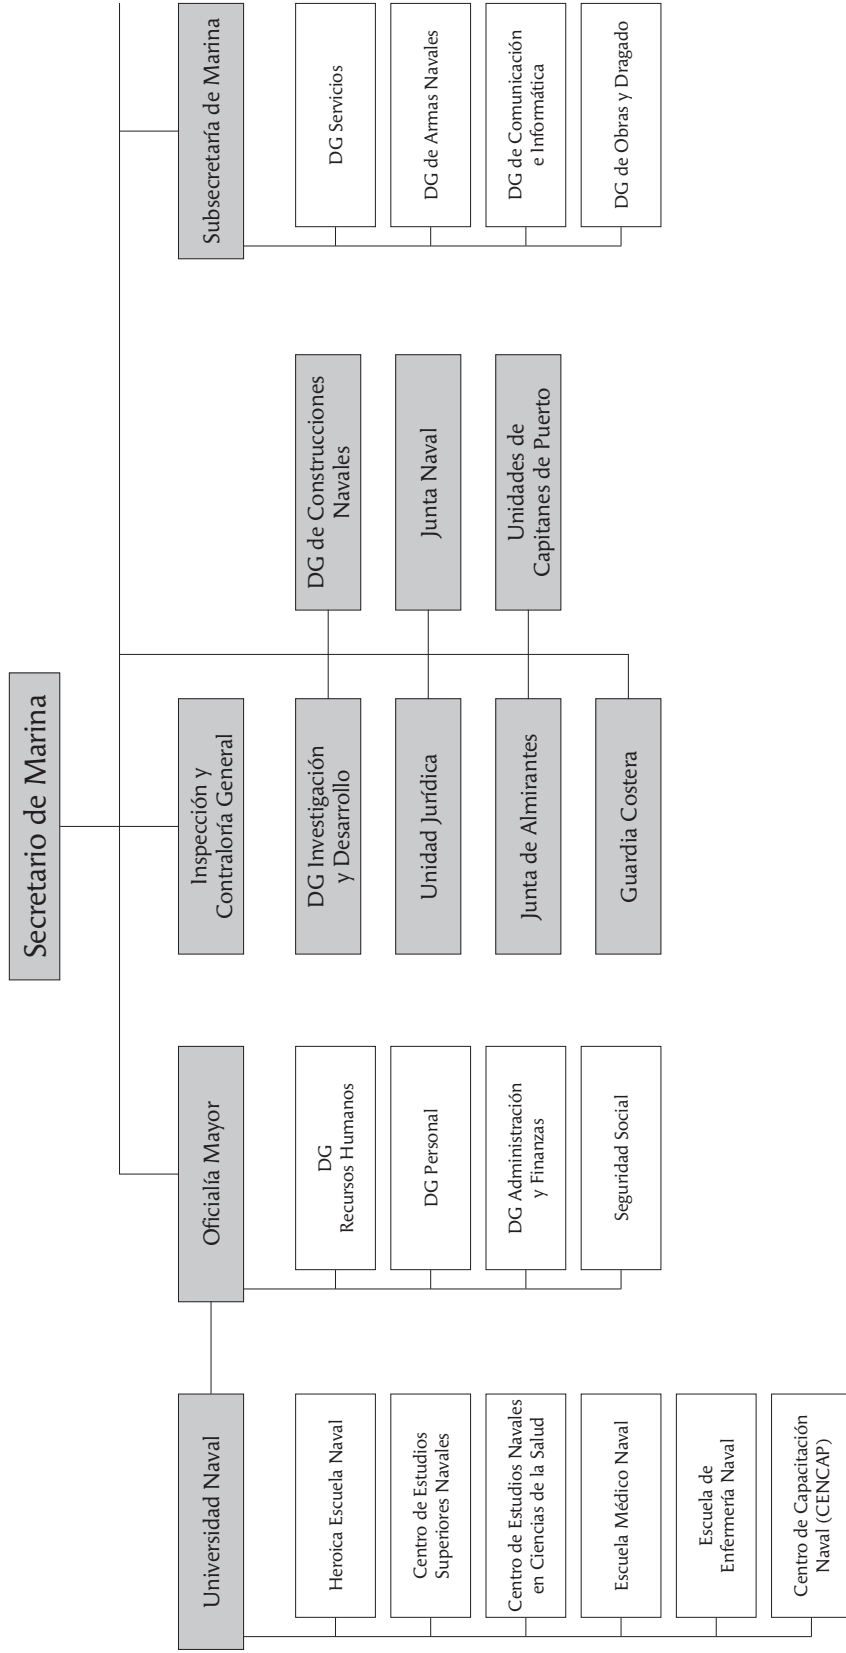 Secretario de Marina
Universidad Naval
Heroica Escuela Naval
Centro de Estudios
Superiores Navales
Centro de Estudios Navales
en Ciencias de la Salud
Escuela Médico Naval
Escuela de
Enfermería Naval
Centro de Capacitación
Naval (CENCAP)
Oficialía Mayor
DG
Recursos Humanos
DG Personal
DG Administración
y Finanzas
Seguridad Social
Inspección y
Contraloría General
DG Investigación
y Desarrollo
Unidad Jurídica
Junta de Almirantes
Guardia Costera
DG de Construcciones
Navales
Junta Naval
Unidades de
Capitanes de Puerto
Subsecretaría de Marina
DG Servicios
DG de Armas Navales
DG de Comunicación
e Informática
DG de Obras y Dragado